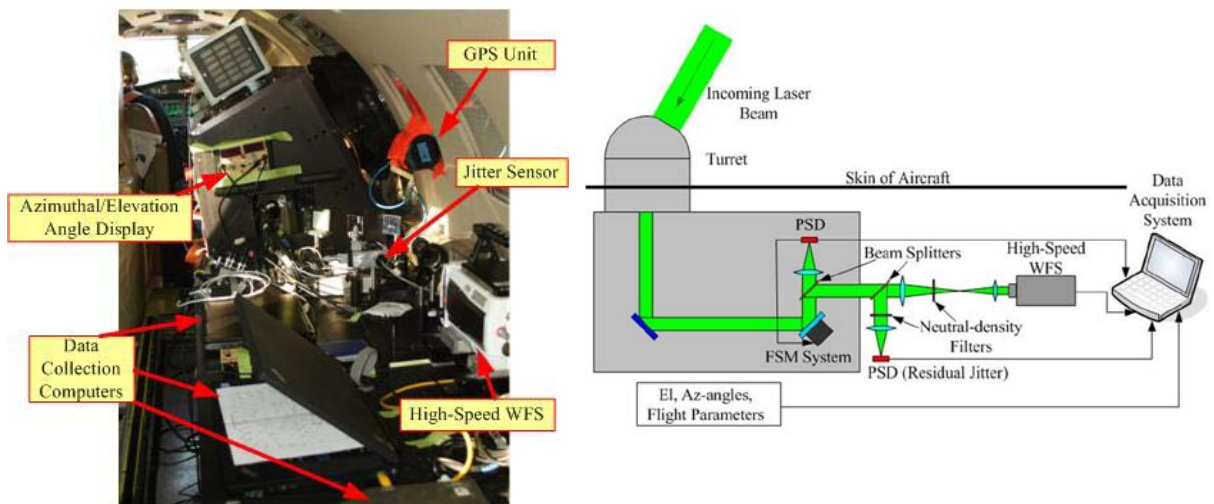 GPS Unit
Jitter Sensor
Azimuthal/Elevation
Angle Display
Data
Collection
Computers
High-Speed WFS
Incoming Laser
Beam
Turret
Skin of Aircraft
Data
Acquisition
System
PSD
Beam Splitters
High-Speed
WFS
Neutral-density
Filters
FSM System
PSD (Residual Jitter)
El, Az-angles,
Flight Parameters